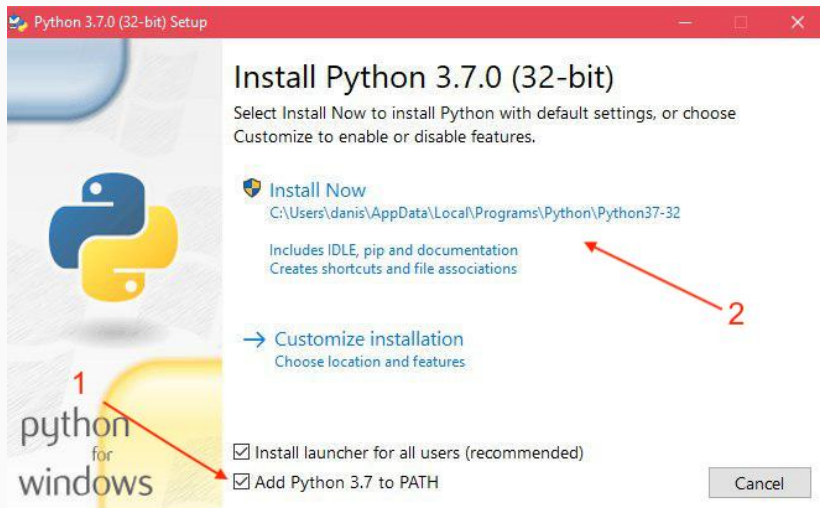 Python 3.7.0 (32-bit) Setup
Install Python 3.7.0 (32-bit)
Select Install Now to install Python with default settings, or choose
Customize to enable or disable features.
Install Now
C:\Users\danis\AppData\Local\Programs\Python\Python37-32
Includes IDLE, pip and documentation
Creates shortcuts and file associations
2
Customize installation
Choose location and features
1
python
for
windows
Install launcher for all users (recommended)
Add Python 3.7 to PATH
Cancel